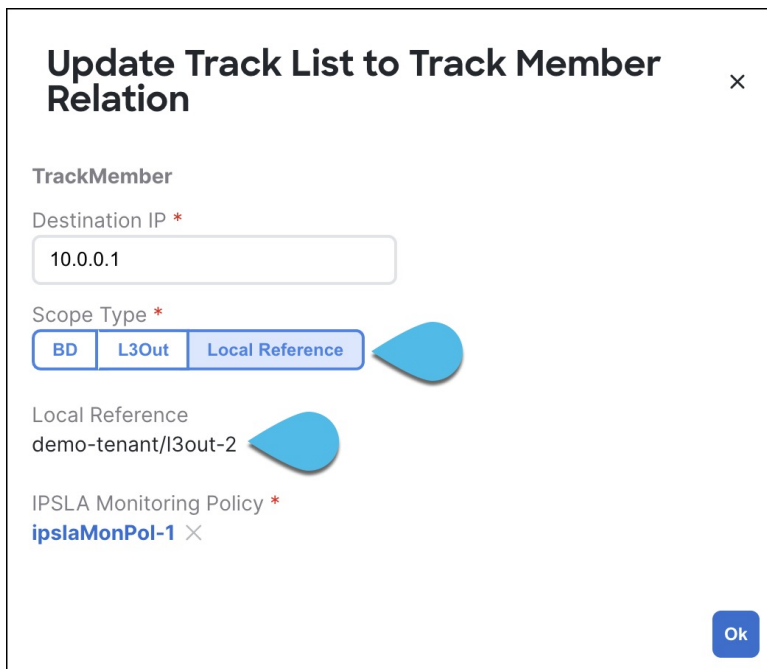 Update Track List to Track Member
Relation
×
TrackMember
Destination IP *
10.0.0.1
Scope Type *
BD L3Out Local Reference
Local Reference
demo-tenant/l3out-2
IPSLA Monitoring Policy *
ipslaMonPol-1 ×
Ok